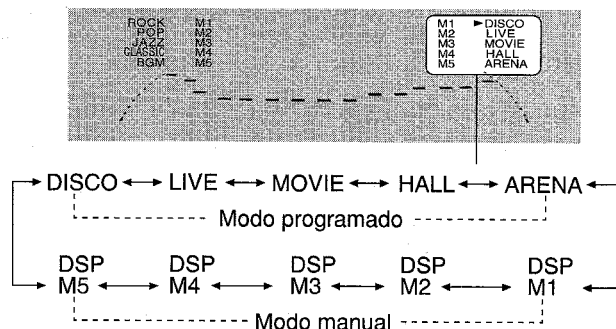 ROCK M1
POP M2
JAZZ M3
CLASSIC M4
BGM M5
M1 ►DISCO
M2 LIVE
M3 MOVIE
M4 HALL
M5 ARENA
DISCO LIVE MOVIE HALL ARENA
Modo programado
DSP DSP DSP DSP DSP
M5 M4 M3 M2 M1
Modo manual